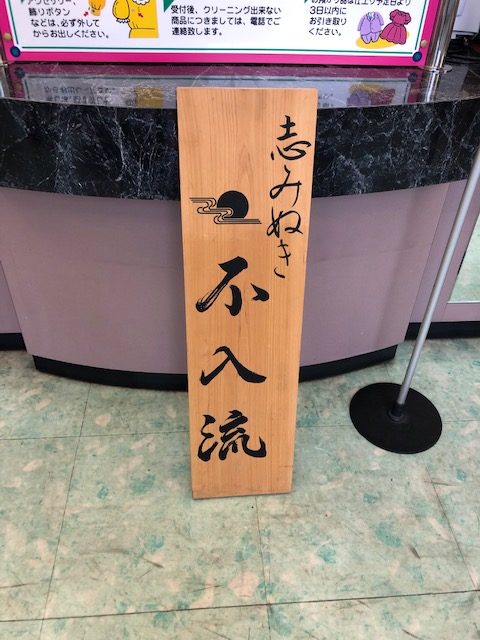 アクセサリー、
飾りボタン
などは、必ず外して
からお出しください。
受付後、クリーニング出来ない
商品につきましては、電話でご
連絡致します。
3日以内に
お引き取り
ください。
志みぬき
不入流